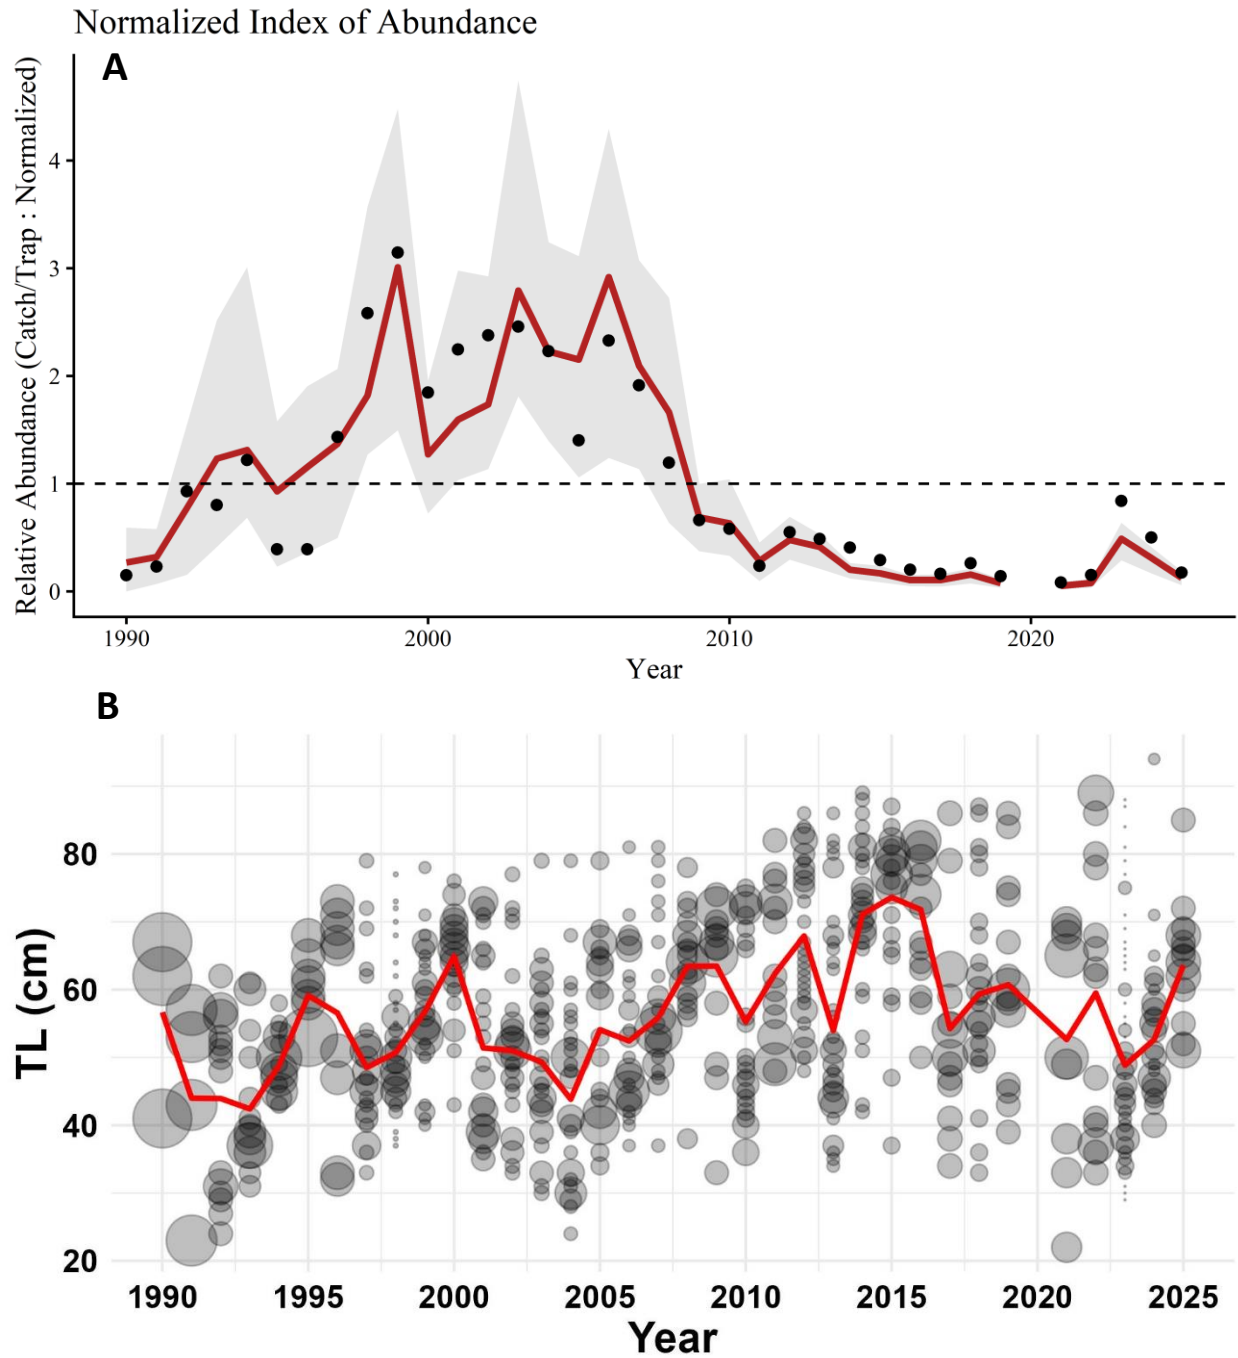 Normalized Index of Abundance
A
Relative Abundance (Catch/Trap : Normalized)
4
3
2
1
0
1990 2000 2010 2020
Year
B
TL (cm)
80
60
40
20
1990 1995 2000 2005 2010 2015 2020 2025
Year